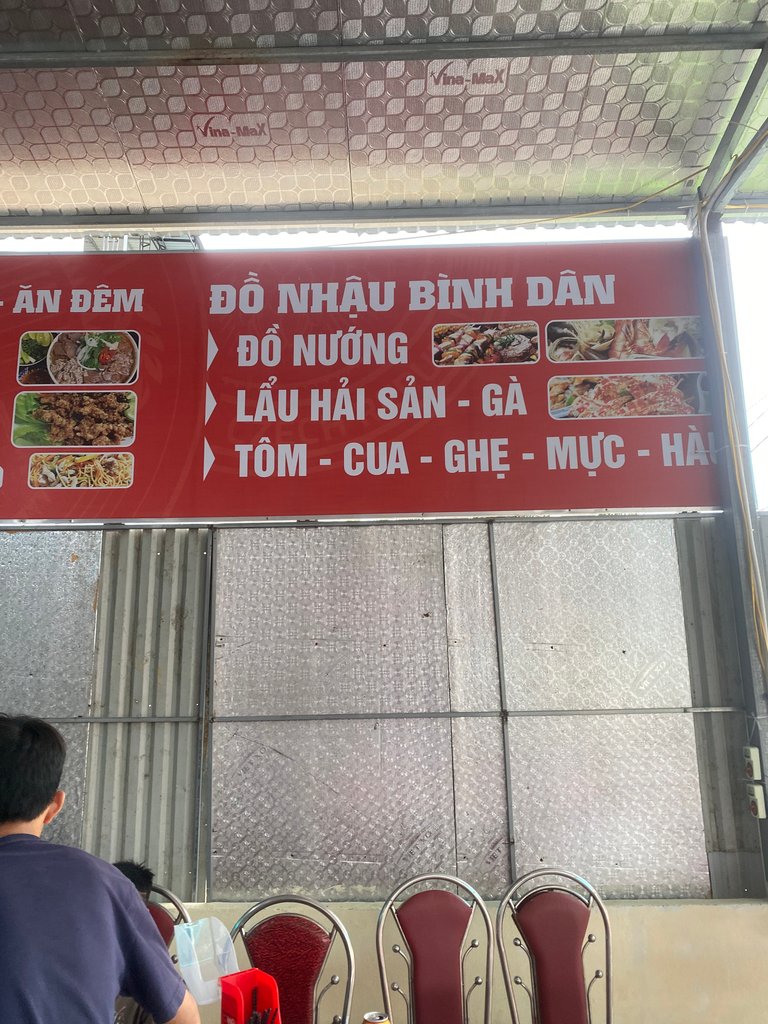 Vina-MaX
Vina-MaX
- ĂN ĐÊM
ĐỒ NHẬU BÌNH DÂN
ĐỒ NƯỚNG
LẨU HẢI SẢN - GÀ
TÔM - CUA - GHẸ - MỰC - HÀU